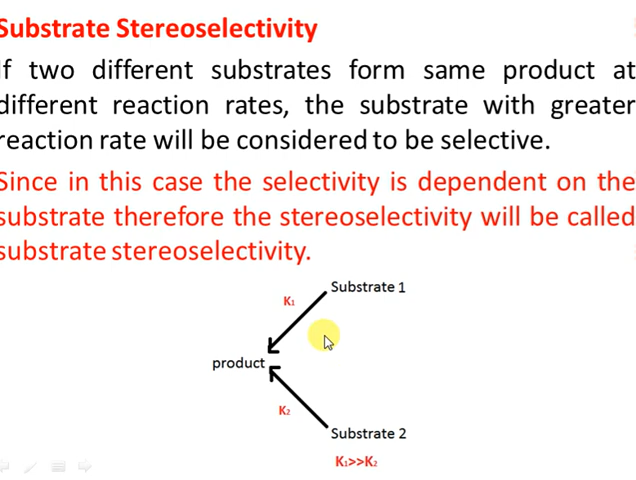 Substrate Stereoselectivity
If two different substrates form same product at
different reaction rates, the substrate with greater
reaction rate will be considered to be selective.
Since in this case the selectivity is dependent on the
substrate therefore the stereoselectivity will be called
substrate stereoselectivity.
Substrate 1
K₁
product
K₂
Substrate 2
K₁>>K₂